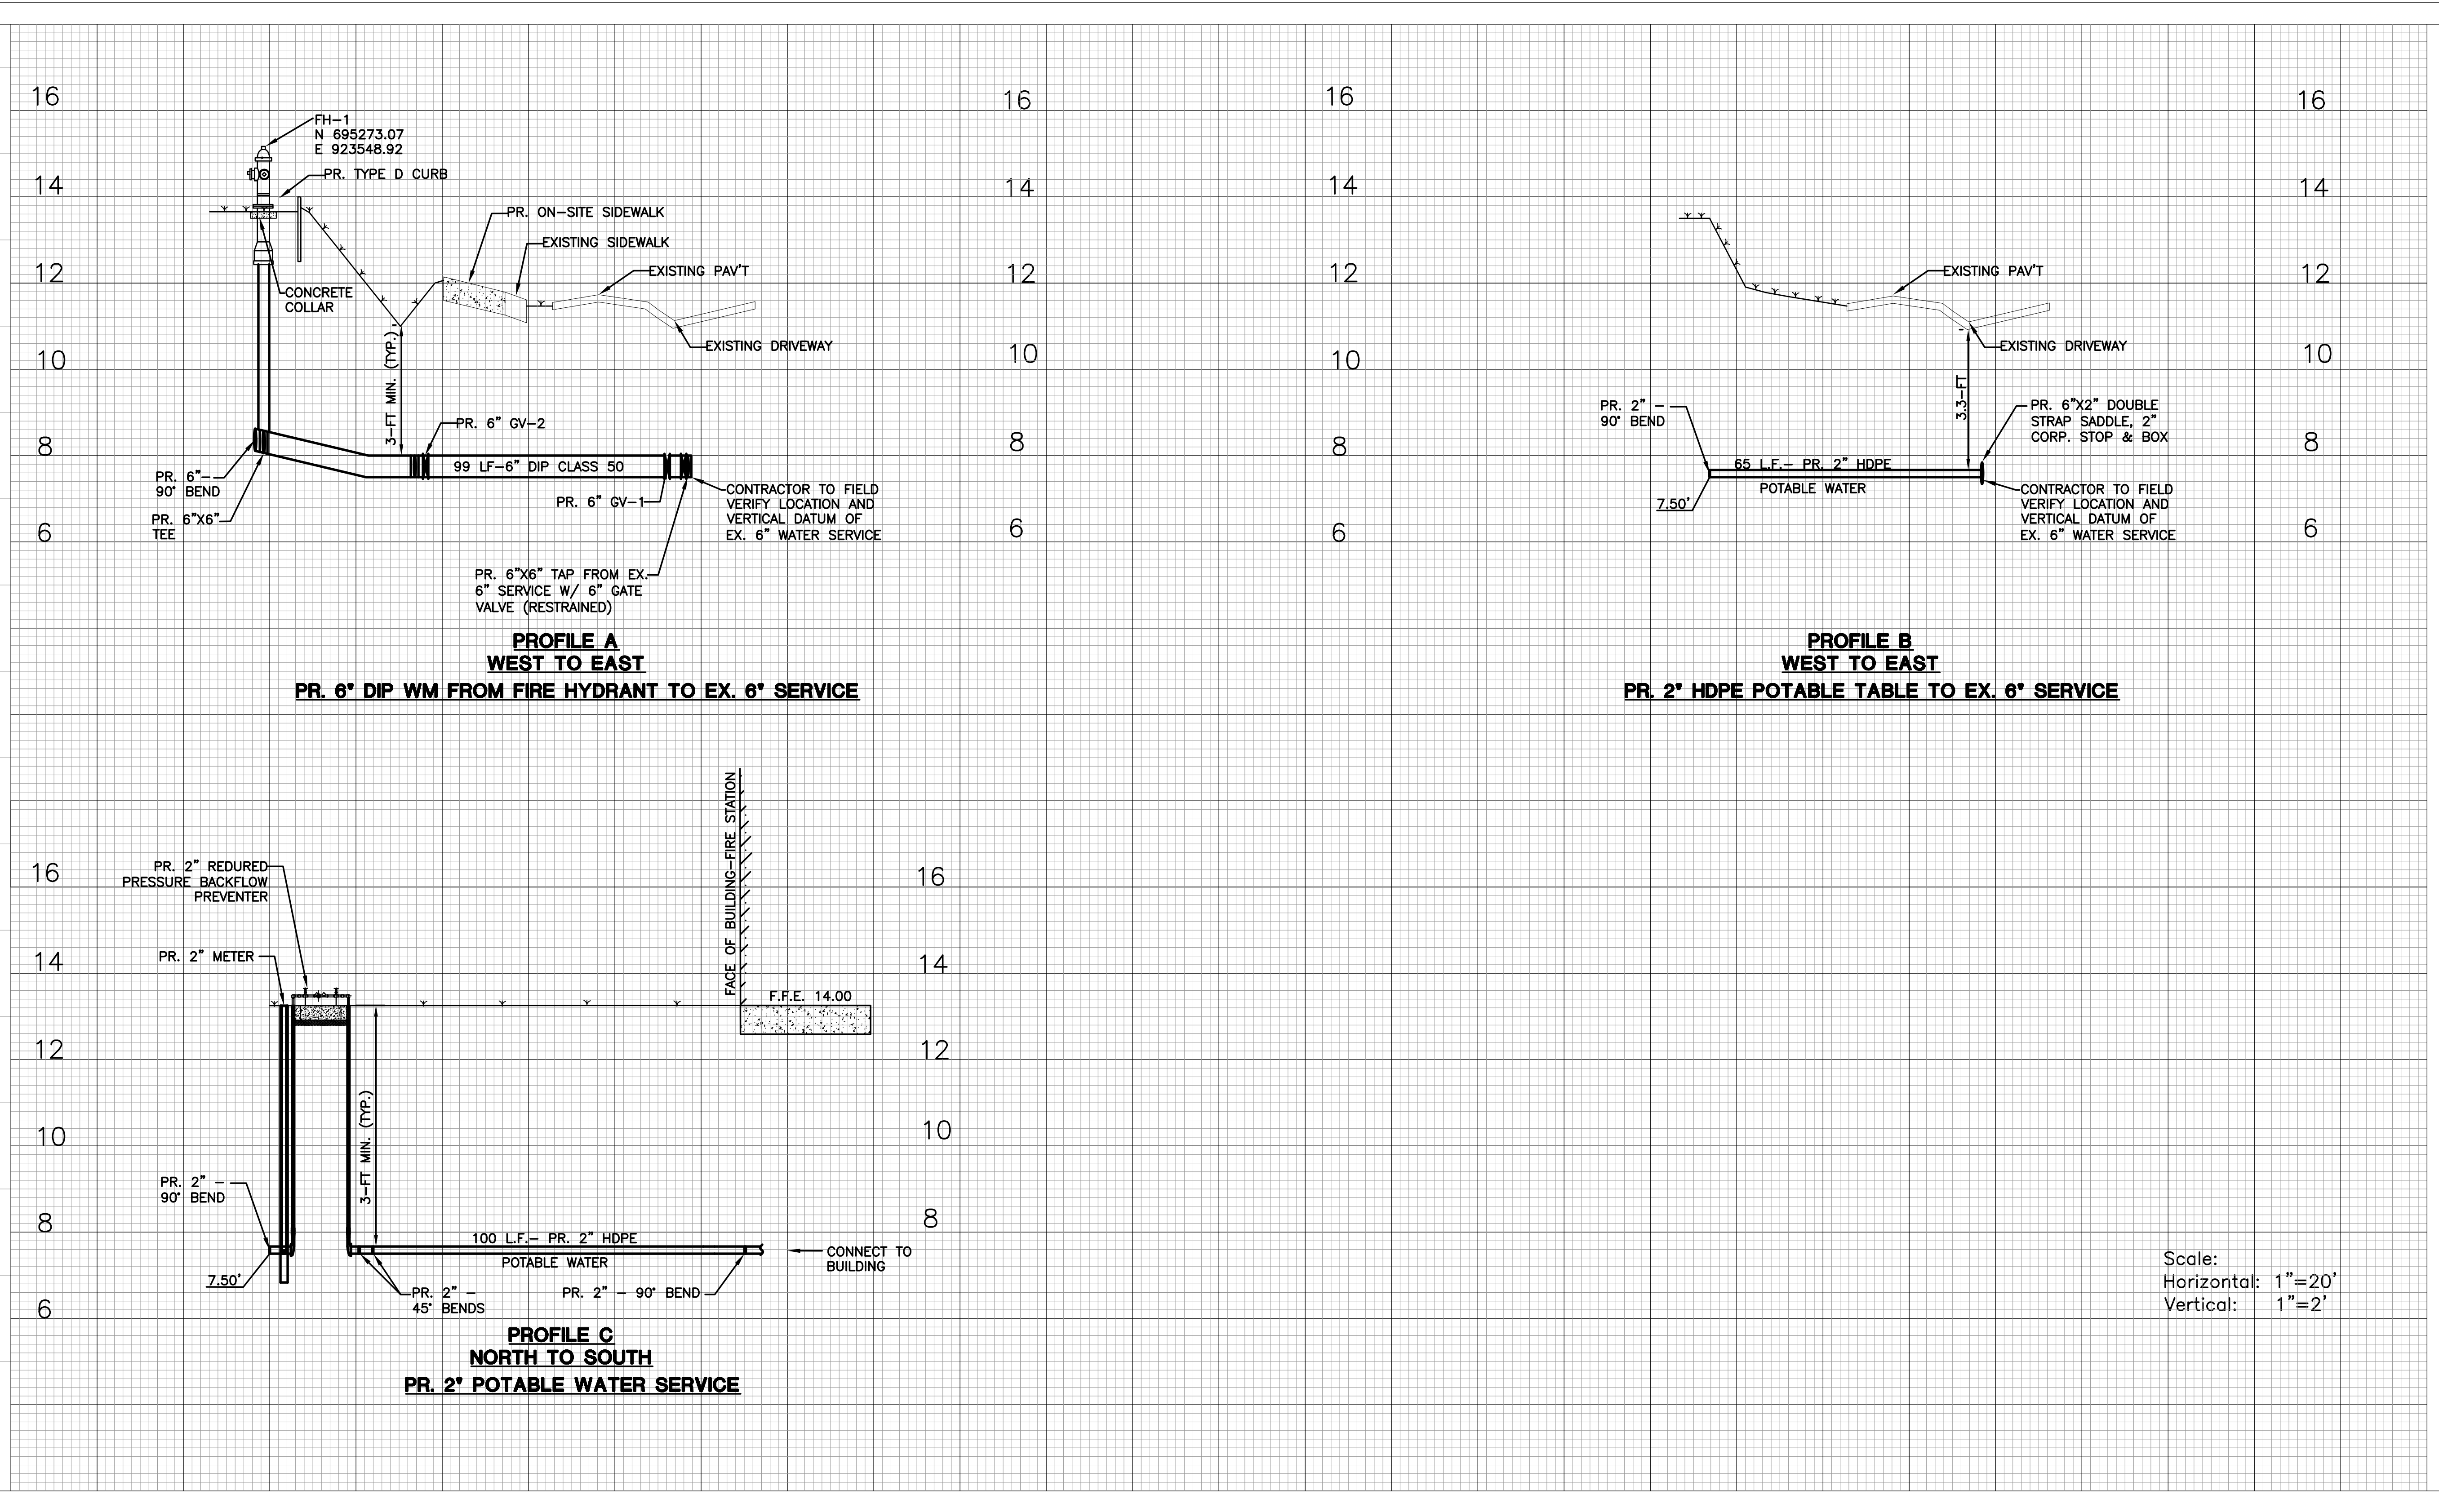 16
14
12
10
8
6
FH-1
N 695273.07
E 923548.92
PR. TYPE D CURB
PR. ON-SITE SIDEWALK
EXISTING SIDEWALK
EXISTING PAV'T
CONCRETE
COLLAR
3-FT MIN. (TYP.)
EXISTING DRIVEWAY
PR. 6" GV-2
99 LF-6" DIP CLASS 50
PR. 6"-
90° BEND
PR. 6"X6"
TEE
PR. 6" GV-1
CONTRACTOR TO FIELD
VERIFY LOCATION AND
VERTICAL DATUM OF
EX. 6" WATER SERVICE
PR. 6"X6" TAP FROM EX.
6" SERVICE W/ 6" GATE
VALVE (RESTRAINED)
16
14
12
10
8
6
PROFILE A
WEST TO EAST
PR. 6" DIP WM FROM FIRE HYDRANT TO EX. 6" SERVICE
16
14
12
10
8
6
EXISTING PAV'T
EXISTING DRIVEWAY
3.3-FT
PR. 2" -
90° BEND
PR. 6"X2" DOUBLE
STRAP SADDLE, 2"
CORP. STOP & BOX
65 L.F.- PR. 2" HDPE
POTABLE WATER
7.50'
CONTRACTOR TO FIELD
VERIFY LOCATION AND
VERTICAL DATUM OF
EX. 6" WATER SERVICE
16
14
12
10
8
6
PROFILE B
WEST TO EAST
PR. 2" HDPE POTABLE TABLE TO EX. 6" SERVICE
16
14
12
10
8
6
PR. 2" REDURED
PRESSURE BACKFLOW
PREVENTER
PR. 2" METER
FACE OF BUILDING-FIRE STATION
F.F.E. 14.00
3-FT MIN. (TYP.)
PR. 2" -
90° BEND
100 L.F.- PR. 2" HDPE
POTABLE WATER
CONNECT TO
BUILDING
7.50'
PR. 2" -
45° BENDS
PR. 2" - 90° BEND
16
14
12
10
8
PROFILE C
NORTH TO SOUTH
PR. 2" POTABLE WATER SERVICE
Scale:
Horizontal: 1"=20'
Vertical: 1"=2'